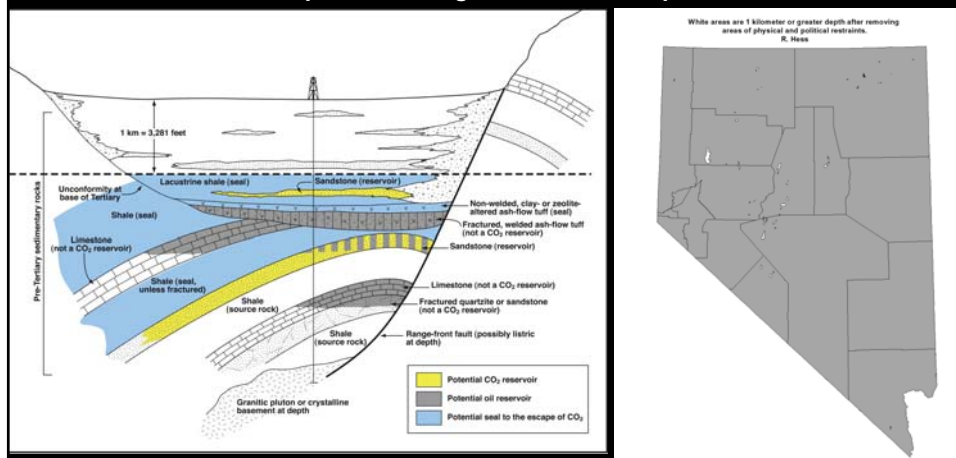 1 km = 3,281 feet
Pre-Tertiary sedimentary rocks
Unconformity at
base of Tertiary
Lacustrine shale (seal)
Sandstone (reservoir)
Shale (seal)
Non-welded, clay- or zeolite-
altered ash-flow tuff (seal)
Fractured, welded ash-flow tuff
(not a CO₂ reservoir)
Sandstone (reservoir)
Limestone
(not a CO₂ reservoir)
Shale (seal,
unless fractured)
Limestone (not a CO₂ reservoir)
Fractured quartzite or sandstone
(not a CO₂ reservoir)
Shale
(source rock)
Shale
(source rock)
Range-front fault (possibly listric
at depth)
Granitic pluton or crystalline
basement at depth
Potential CO₂ reservoir
Potential oil reservoir
Potential seal to the escape of CO₂
White areas are 1 kilometer or greater depth after removing
areas of physical and political restraints.
R. Hess